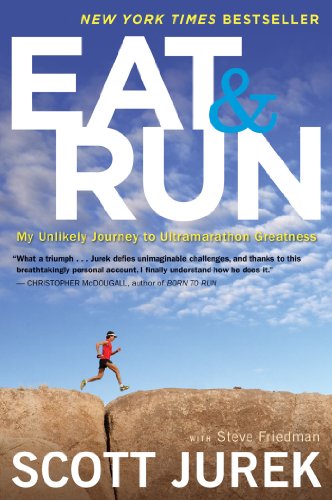 NEW YORK TIMES BESTSELLER
EAT &
RUN
My Unlikely Journey to Ultramarathon Greatness
"What a triumph . . . Jurek defies unimaginable challenges, and thanks to this
breathtakingly personal account, I finally understand how he does it."
— CHRISTOPHER McDOUGALL, author of BORN TO RUN
WITH Steve Friedman
SCOTT JUREK